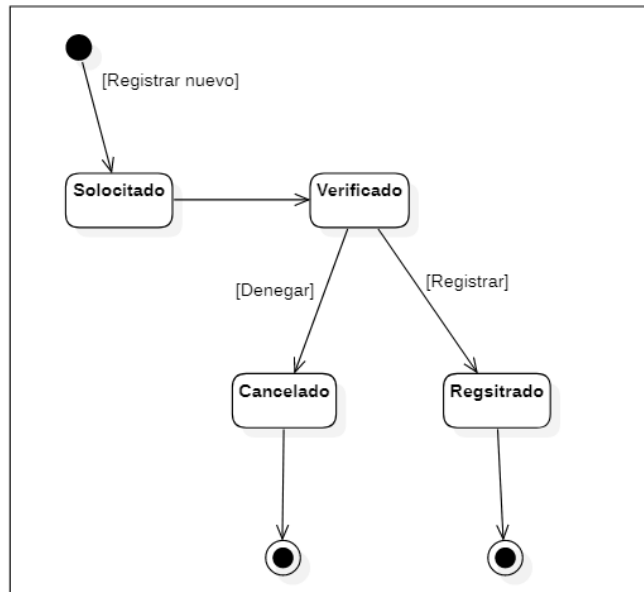 [Registrar nuevo]
Solocitado
Verificado
[Denegar]
[Registrar]
Cancelado
Regsitrado